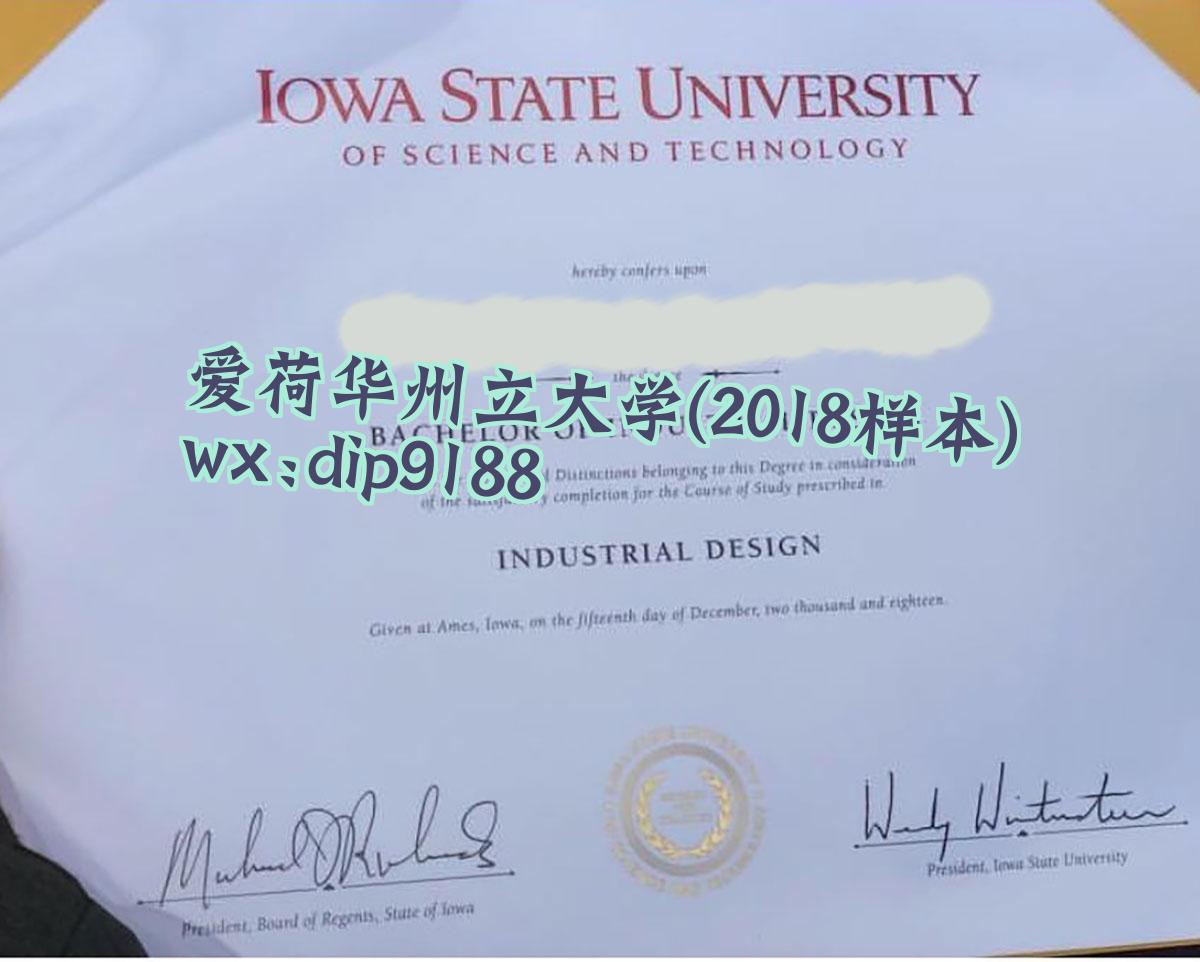 IOWA STATE UNIVERSITY
OF SCIENCE AND TECHNOLOGY
hereby confers upon
爱荷华州立大学(2018样本)
wx:dip9188
BACHELOR OF
Distinctions belonging to this Degree in consideration
of the completion for the Course of Study prescribed in
INDUSTRIAL DESIGN
Given at Ames, Iowa, on the fifteenth day of December, two thousand and eighteen.
President, Board of Regents, State of Iowa
President, Iowa State University